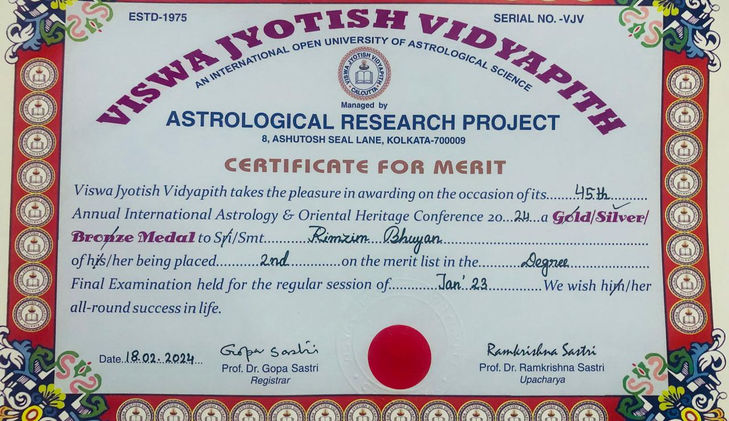 ESTD-1975
SERIAL NO. -VJV
VISWA JYOTISH VIDYAPITH
AN INTERNATIONAL OPEN UNIVERSITY OF ASTROLOGICAL SCIENCE
VISWA JYOTISH VIDYAPITH
CALCUTTA
Managed by
ASTROLOGICAL RESEARCH PROJECT
8, ASHUTOSH SEAL LANE, KOLKATA-700009
CERTIFICATE FOR MERIT
Viswa Jyotish Vidyapith takes the pleasure in awarding on the occasion of its 45th
Annual International Astrology & Oriental Heritage Conference 20 24 a Gold/Silver/
Bronze Medal to Sri/Smt. Rimzim Bhuyan
of his/her being placed 2nd on the merit list in the Degree
Final Examination held for the regular session of Jan' 23 We wish him/her
all-round success in life.
Date 18.02.2024
Gopa Sastri
Prof. Dr. Gopa Sastri
Registrar
Ramkrishna Sastri
Prof. Dr. Ramkrishna Sastri
Upacharya